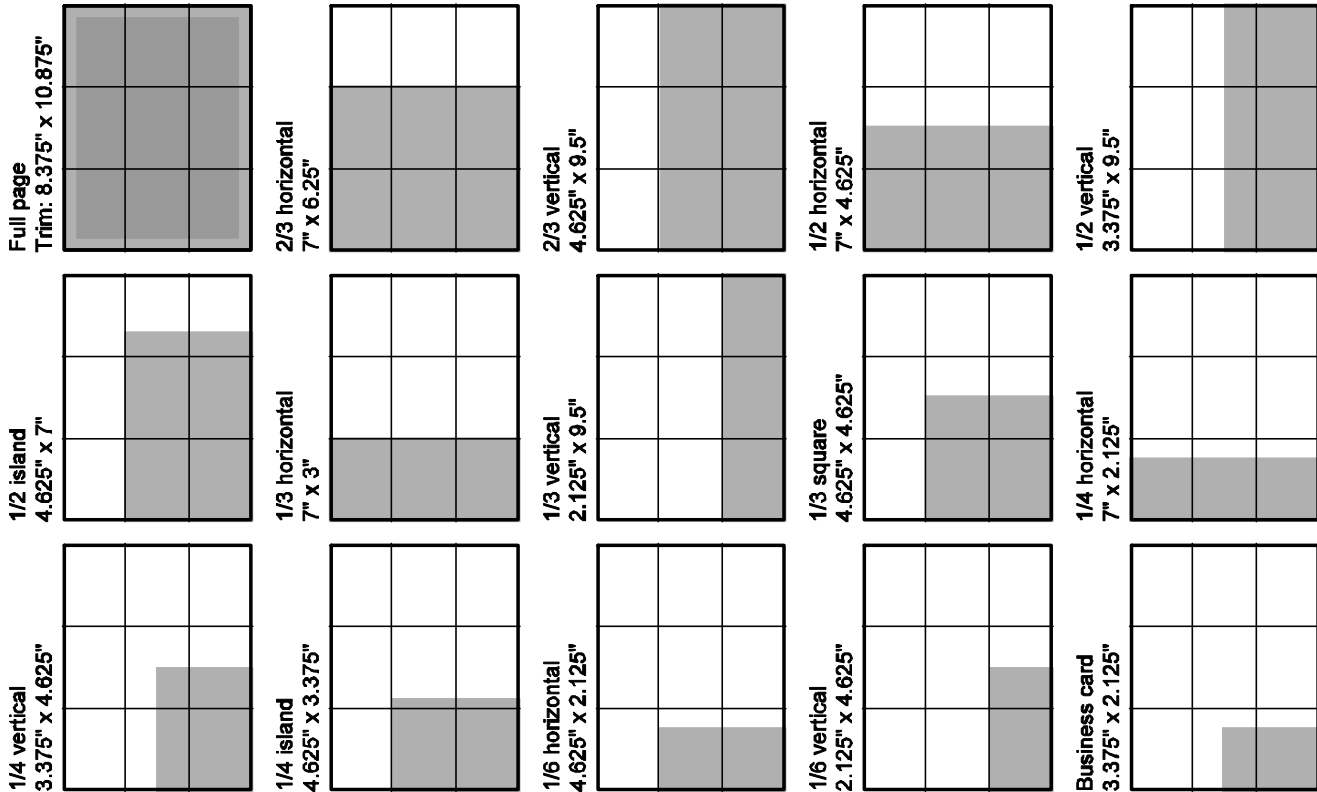 Full page
Trim: 8.375" x 10.875"
2/3 horizontal
7" x 6.25"
2/3 vertical
4.625" x 9.5"
1/2 horizontal
7" x 4.625"
1/2 vertical
3.375" x 9.5"
1/2 island
4.625" x 7"
1/3 horizontal
7" x 3"
1/3 vertical
2.125" x 9.5"
1/3 square
4.625" x 4.625"
1/4 horizontal
7" x 2.125"
1/4 vertical
3.375" x 4.625"
1/4 island
4.625" x 3.375"
1/6 horizontal
4.625" x 2.125"
1/6 vertical
2.125" x 4.625"
Business card
3.375" x 2.125"